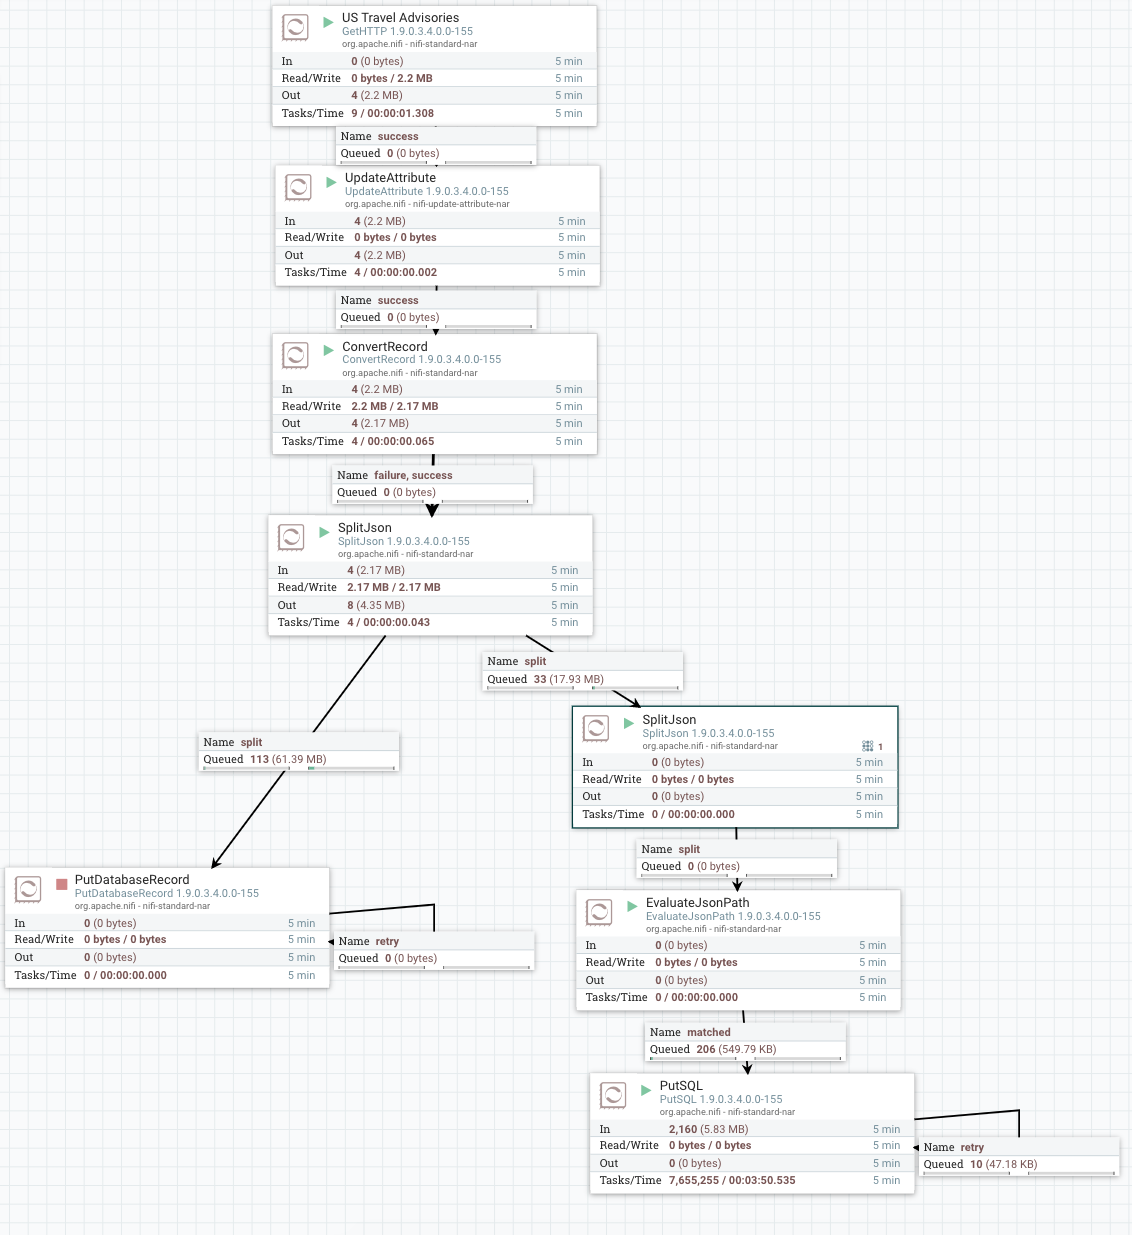 US Travel Advisories
GetHTTP 1.9.0.3.4.0.0-155
org.apache.nifi - nifi-standard-nar
In 0 (0 bytes) 5 min
Read/Write 0 bytes / 2.2 MB 5 min
Out 4 (2.2 MB) 5 min
Tasks/Time 9 / 00:00:01.308 5 min
Name success
Queued 0 (0 bytes)
UpdateAttribute
UpdateAttribute 1.9.0.3.4.0.0-155
org.apache.nifi - nifi-update-attribute-nar
In 4 (2.2 MB) 5 min
Read/Write 0 bytes / 0 bytes 5 min
Out 4 (2.2 MB) 5 min
Tasks/Time 4 / 00:00:00.002 5 min
Name success
Queued 0 (0 bytes)
ConvertRecord
ConvertRecord 1.9.0.3.4.0.0-155
org.apache.nifi - nifi-standard-nar
In 4 (2.2 MB) 5 min
Read/Write 2.2 MB / 2.17 MB 5 min
Out 4 (2.17 MB) 5 min
Tasks/Time 4 / 00:00:00.065 5 min
Name failure, success
Queued 0 (0 bytes)
SplitJson
SplitJson 1.9.0.3.4.0.0-155
org.apache.nifi - nifi-standard-nar
In 4 (2.17 MB) 5 min
Read/Write 2.17 MB / 2.17 MB 5 min
Out 8 (4.35 MB) 5 min
Tasks/Time 4 / 00:00:00.043 5 min
Name split
Queued 33 (17.93 MB)
SplitJson
SplitJson 1.9.0.3.4.0.0-155
org.apache.nifi - nifi-standard-nar 1
In 0 (0 bytes) 5 min
Read/Write 0 bytes / 0 bytes 5 min
Out 0 (0 bytes) 5 min
Tasks/Time 0 / 00:00:00.000 5 min
Name split
Queued 113 (61.39 MB)
PutDatabaseRecord
PutDatabaseRecord 1.9.0.3.4.0.0-155
org.apache.nifi - nifi-standard-nar
In 0 (0 bytes) 5 min
Read/Write 0 bytes / 0 bytes 5 min
Out 0 (0 bytes) 5 min
Tasks/Time 0 / 00:00:00.000 5 min
Name retry
Queued 0 (0 bytes)
Name split
Queued 0 (0 bytes)
EvaluateJsonPath
EvaluateJsonPath 1.9.0.3.4.0.0-155
org.apache.nifi - nifi-standard-nar
In 0 (0 bytes) 5 min
Read/Write 0 bytes / 0 bytes 5 min
Out 0 (0 bytes) 5 min
Tasks/Time 0 / 00:00:00.000 5 min
Name matched
Queued 206 (549.79 KB)
PutSQL
PutSQL 1.9.0.3.4.0.0-155
org.apache.nifi - nifi-standard-nar
In 2,160 (5.83 MB) 5 min
Read/Write 0 bytes / 0 bytes 5 min
Out 0 (0 bytes) 5 min
Tasks/Time 7,655,255 / 00:03:50.535 5 min
Name retry
Queued 10 (47.18 KB)